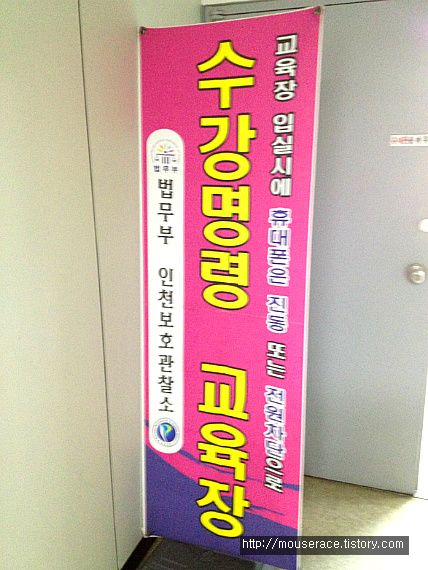 교육장 입실시에 휴대폰은 진동 또는 전원차단으로
수강명령 교육장
법무부
법무부 인천보호관찰소
http://mouserace.tistory.com